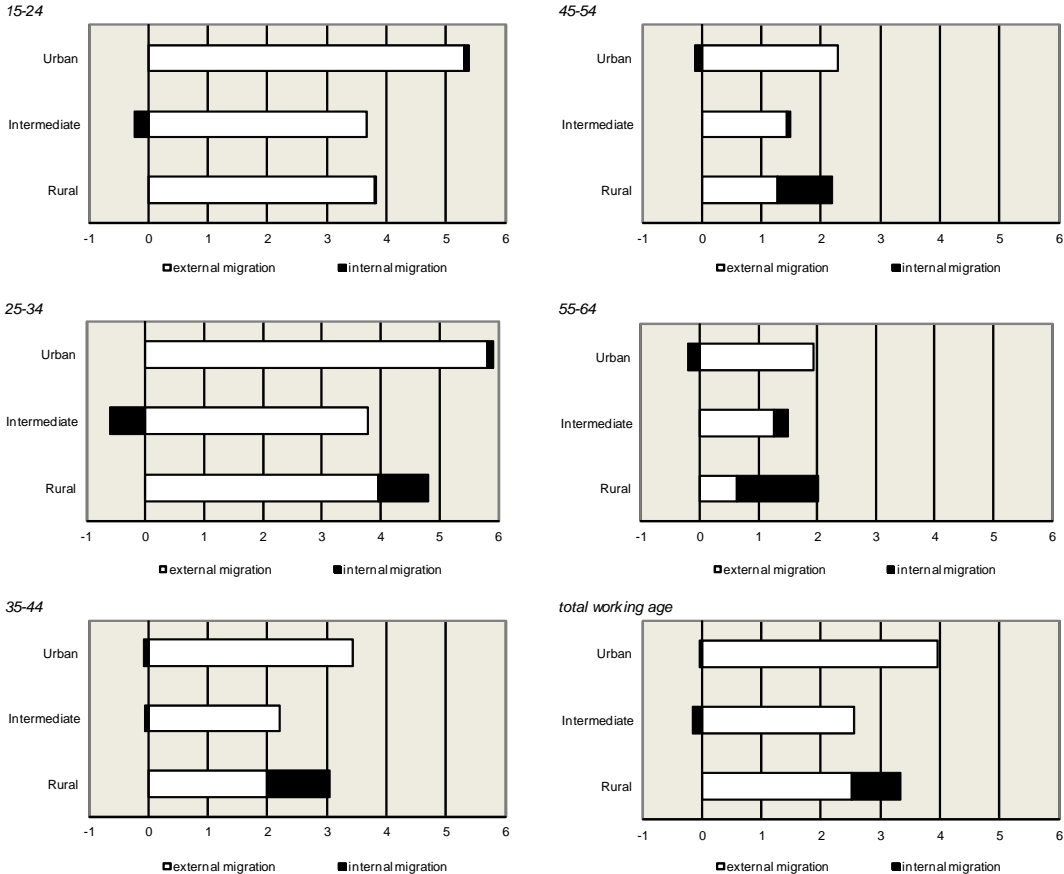 15-24
Urban
Intermediate
Rural
-1 0 1 2 3 4 5 6
external migration internal migration
45-54
Urban
Intermediate
Rural
-1 0 1 2 3 4 5 6
external migration internal migration
25-34
Urban
Intermediate
Rural
-1 0 1 2 3 4 5 6
external migration internal migration
55-64
Urban
Intermediate
Rural
-1 0 1 2 3 4 5 6
external migration internal migration
35-44
Urban
Intermediate
Rural
-1 0 1 2 3 4 5 6
external migration internal migration
total working age
Urban
Intermediate
Rural
-1 0 1 2 3 4 5 6
external migration internal migration